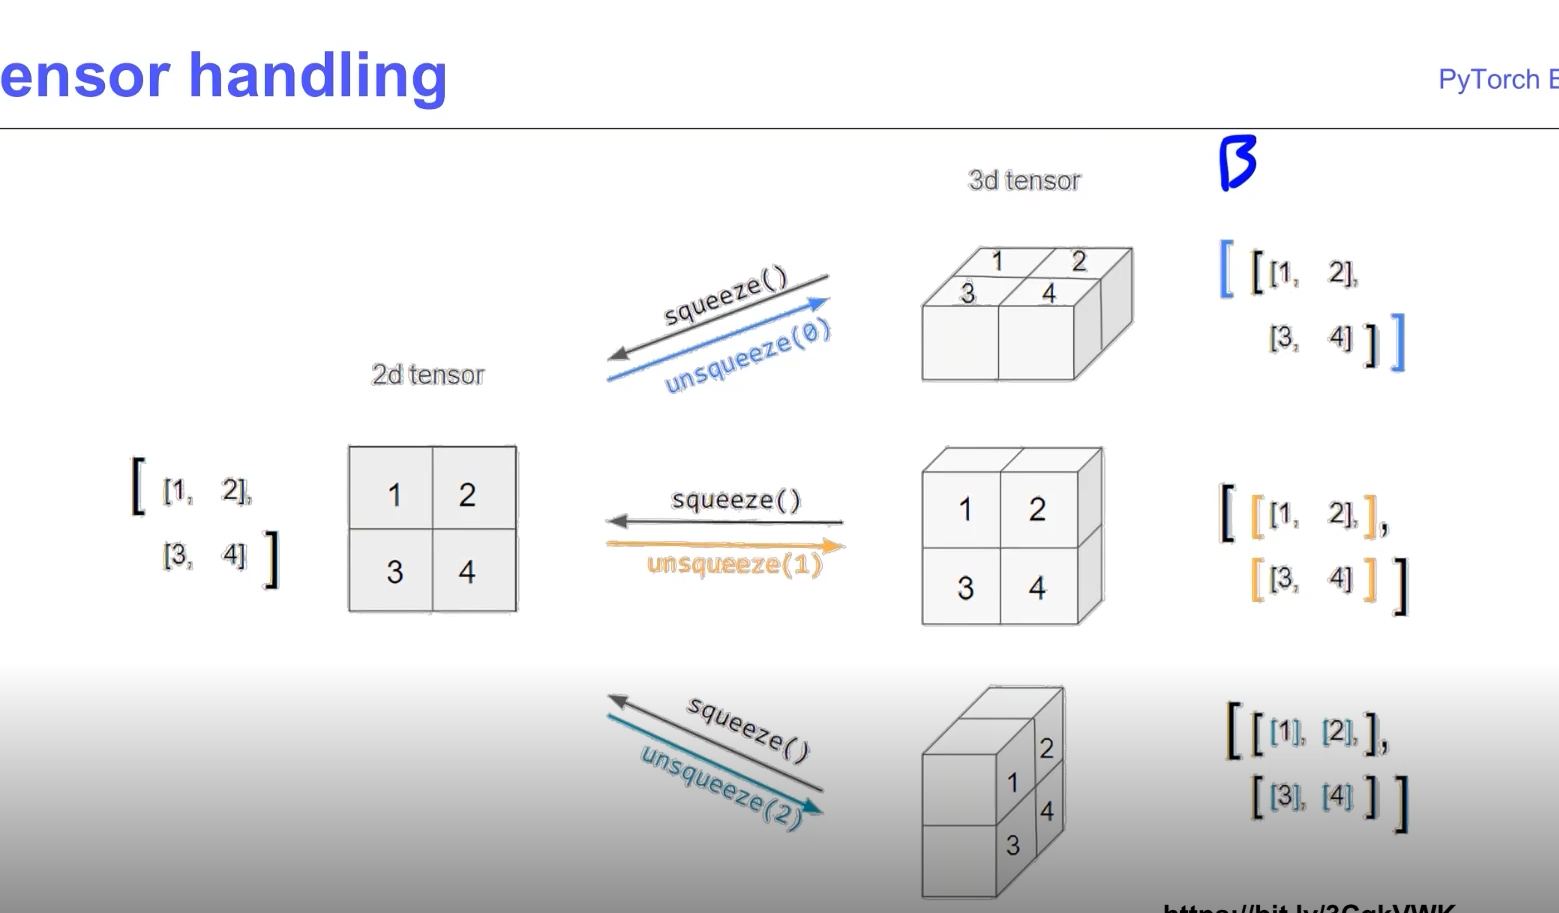 ensor handling
PyTorch
B
3d tensor
squeeze()
unsqueeze(0)
1 2
3 4
[ [ [1, 2],
[3, 4] ] ]
2d tensor
[ [1, 2],
[3, 4] ]
1 2
3 4
squeeze()
unsqueeze(1)
1 2
3 4
[ [ [1, 2], ],
[ [3, 4] ] ]
squeeze()
unsqueeze(2)
1 2
3 4
[ [ [1], [2], ],
[ [3], [4] ] ]